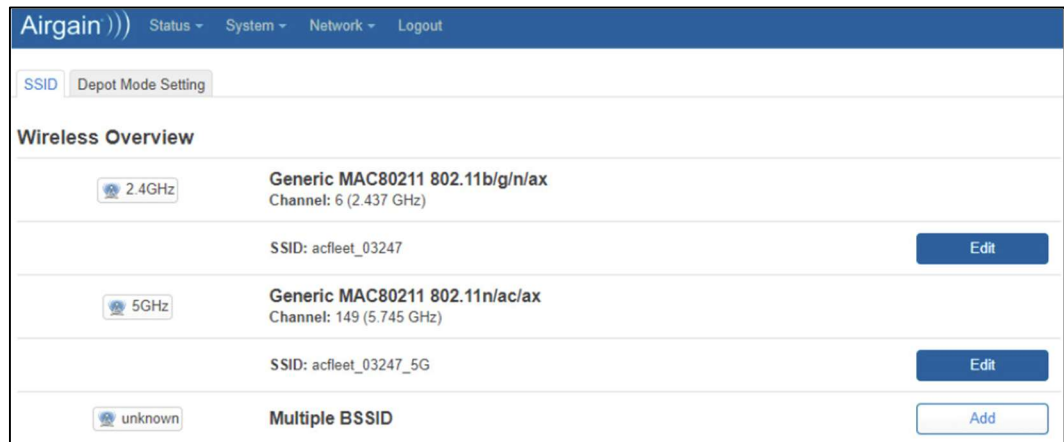 Airgain))) Status System Network Logout
SSID Depot Mode Setting
Wireless Overview
2.4GHz Generic MAC80211 802.11b/g/n/ax
Channel: 6 (2.437 GHz)
SSID: acfleet_03247 Edit
5GHz Generic MAC80211 802.11n/ac/ax
Channel: 149 (5.745 GHz)
SSID: acfleet_03247_5G Edit
unknown Multiple BSSID Add